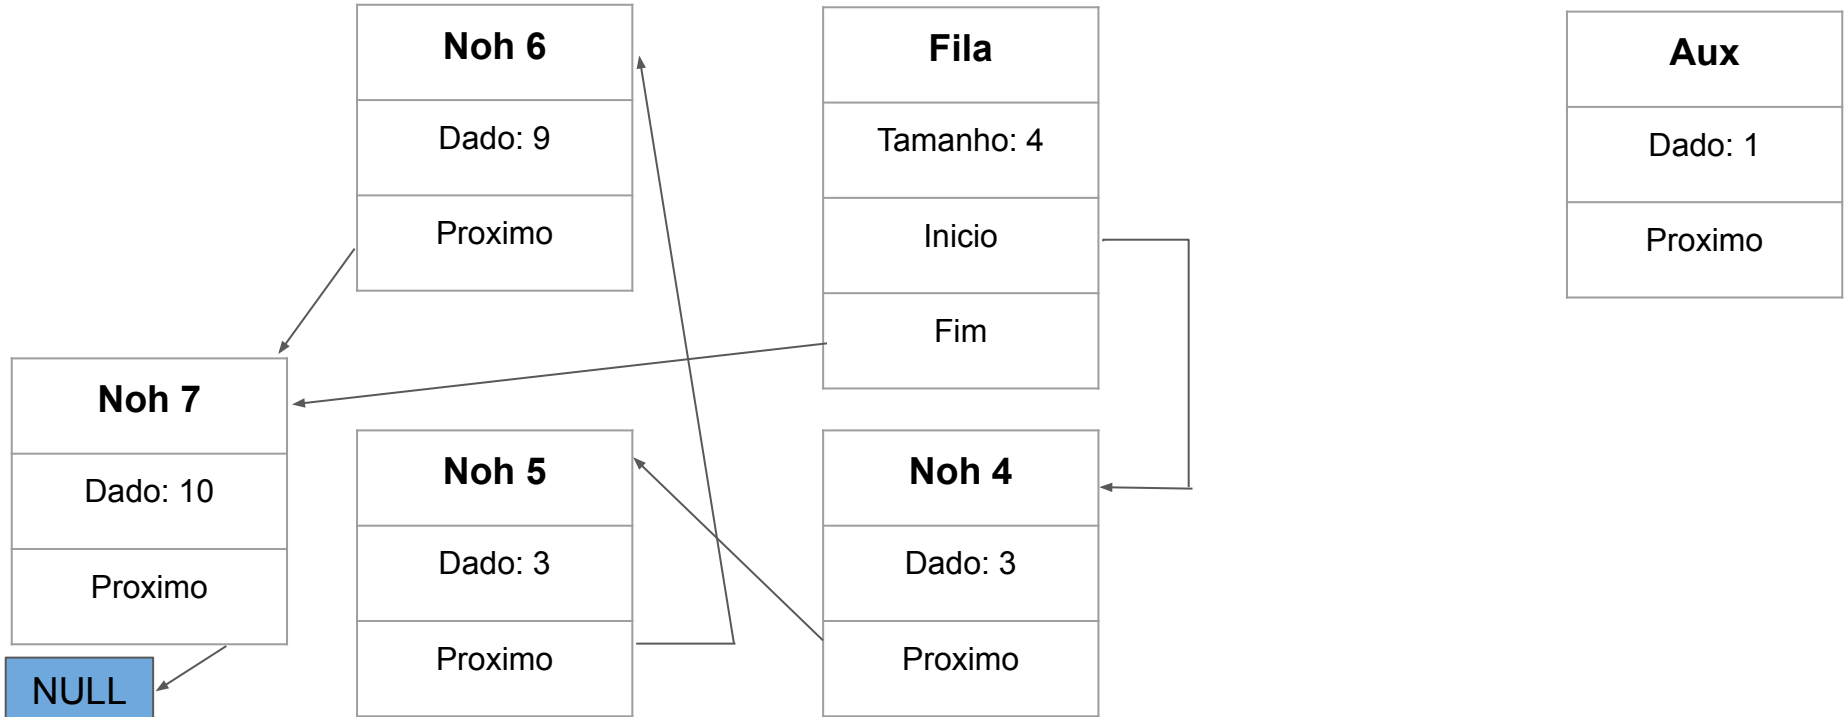 Noh 6
Dado: 9
Proximo
Fila
Tamanho: 4
Inicio
Fim
Aux
Dado: 1
Proximo
Noh 7
Dado: 10
Proximo
NULL
Noh 5
Dado: 3
Proximo
Noh 4
Dado: 3
Proximo